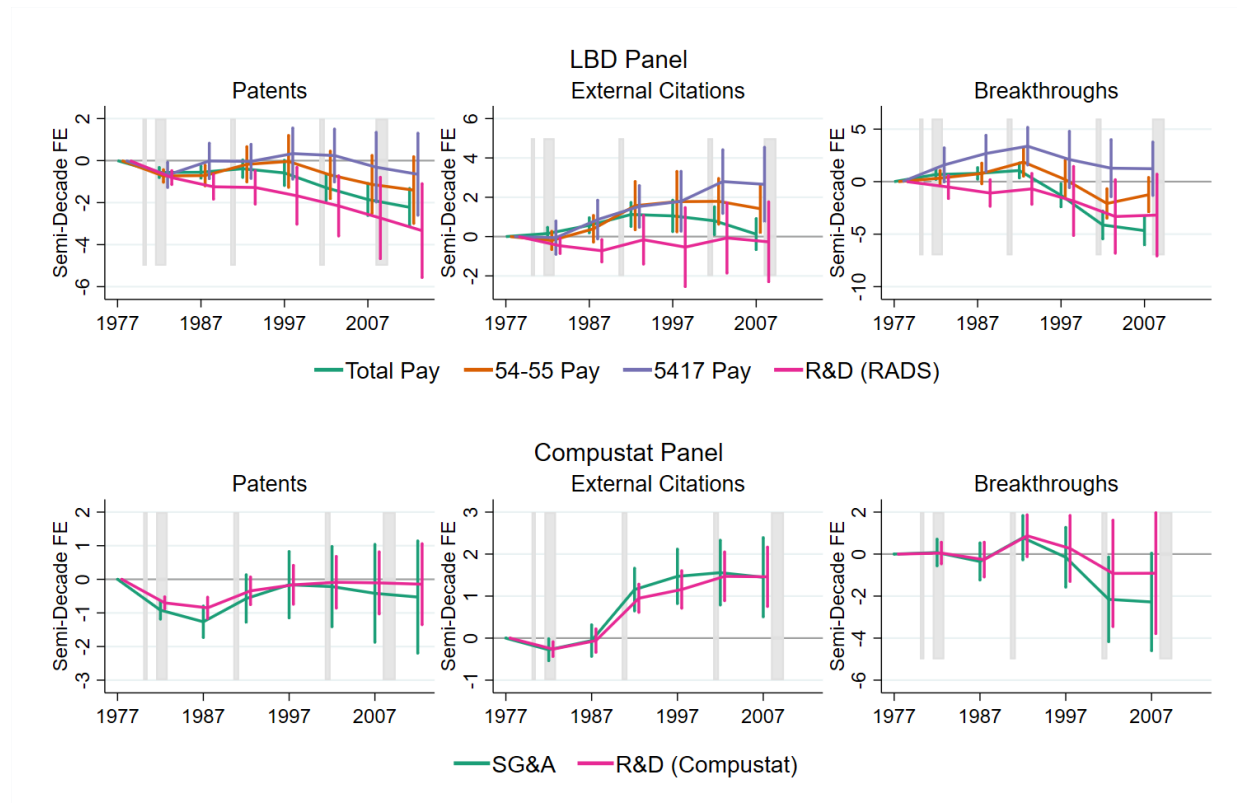 LBD Panel
Patents
External Citations
Breakthroughs
Semi-Decade FE
2
0
-2
-4
-6
1977 1987 1997 2007
Semi-Decade FE
6
4
2
0
-2
1977 1987 1997 2007
Semi-Decade FE
5
0
-5
-10
1977 1987 1997 2007
Total Pay 54-55 Pay 5417 Pay R&D (RADS)
Compustat Panel
Patents
External Citations
Breakthroughs
Semi-Decade FE
2
1
0
-1
-2
-3
1977 1987 1997 2007
Semi-Decade FE
3
2
1
0
-1
1977 1987 1997 2007
Semi-Decade FE
2
0
-2
-4
-6
1977 1987 1997 2007
SG&A R&D (Compustat)